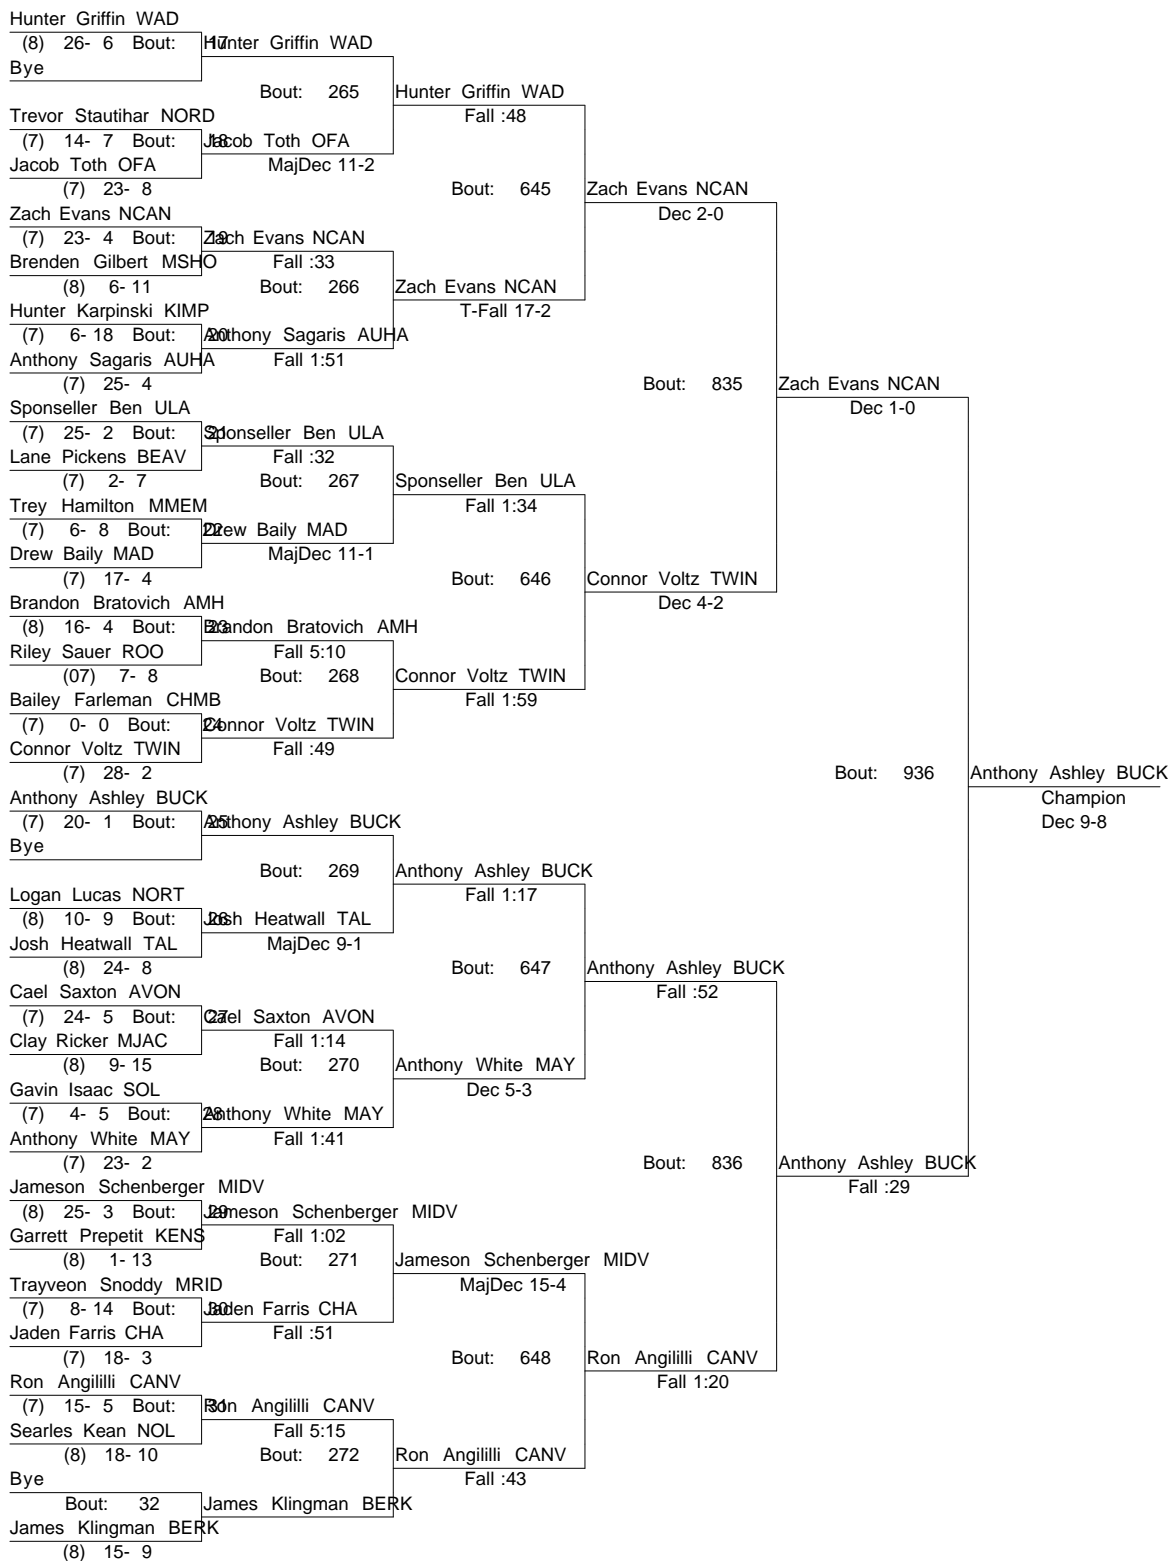 Hunter Griffin WAD
(8) 26- 6 Bout: 17
Hunter Griffin WAD
Bye
Bout: 265
Hunter Griffin WAD
Fall :48
Trevor Stautihar NORD
(7) 14- 7 Bout: 18
Jacob Toth OFA
Jacob Toth OFA
MajDec 11-2
(7) 23- 8
Bout: 645
Zach Evans NCAN
Dec 2-0
Zach Evans NCAN
(7) 23- 4 Bout: 19
Zach Evans NCAN
Brenden Gilbert MSHO
Fall :33
(8) 6- 11
Bout: 266
Zach Evans NCAN
T-Fall 17-2
Hunter Karpinski KIMP
(7) 6- 18 Bout: 20
Anthony Sagaris AUHA
Anthony Sagaris AUHA
Fall 1:51
(7) 25- 4
Bout: 835
Zach Evans NCAN
Dec 1-0
Sponseller Ben ULA
(7) 25- 2 Bout: 21
Sponseller Ben ULA
Lane Pickens BEAV
Fall :32
(7) 2- 7
Bout: 267
Sponseller Ben ULA
Fall 1:34
Trey Hamilton MMEM
(7) 6- 8 Bout: 22
Drew Baily MAD
Drew Baily MAD
MajDec 11-1
(7) 17- 4
Bout: 646
Connor Voltz TWIN
Dec 4-2
Brandon Bratovich AMH
(8) 16- 4 Bout: 23
Brandon Bratovich AMH
Riley Sauer ROO
Fall 5:10
(07) 7- 8
Bout: 268
Connor Voltz TWIN
Fall 1:59
Bailey Farleman CHMB
(7) 0- 0 Bout: 24
Connor Voltz TWIN
Connor Voltz TWIN
Fall :49
(7) 28- 2
Bout: 936
Anthony Ashley BUCK
Champion
Dec 9-8
Anthony Ashley BUCK
(7) 20- 1 Bout: 25
Anthony Ashley BUCK
Bye
Bout: 269
Anthony Ashley BUCK
Fall 1:17
Logan Lucas NORT
(8) 10- 9 Bout: 26
Josh Heatwall TAL
Josh Heatwall TAL
MajDec 9-1
(8) 24- 8
Bout: 647
Anthony Ashley BUCK
Fall :52
Cael Saxton AVON
(7) 24- 5 Bout: 27
Cael Saxton AVON
Clay Ricker MJAC
Fall 1:14
(8) 9- 15
Bout: 270
Anthony White MAY
Dec 5-3
Gavin Isaac SOL
(7) 4- 5 Bout: 28
Anthony White MAY
Anthony White MAY
Fall 1:41
(7) 23- 2
Bout: 836
Anthony Ashley BUCK
Fall :29
Jameson Schenberger MIDV
(8) 25- 3 Bout: 29
Jameson Schenberger MIDV
Garrett Prepetit KENS
Fall 1:02
(8) 1- 13
Bout: 271
Jameson Schenberger MIDV
MajDec 15-4
Trayveon Snoddy MRID
(7) 8- 14 Bout: 30
Jaden Farris CHA
Jaden Farris CHA
Fall :51
(7) 18- 3
Bout: 648
Ron Angililli CANV
Fall 1:20
Ron Angililli CANV
(7) 15- 5 Bout: 31
Ron Angililli CANV
Searles Kean NOL
Fall 5:15
(8) 18- 10
Bout: 272
Ron Angililli CANV
Fall :43
Bye
Bout: 32
James Klingman BERK
James Klingman BERK
(8) 15- 9